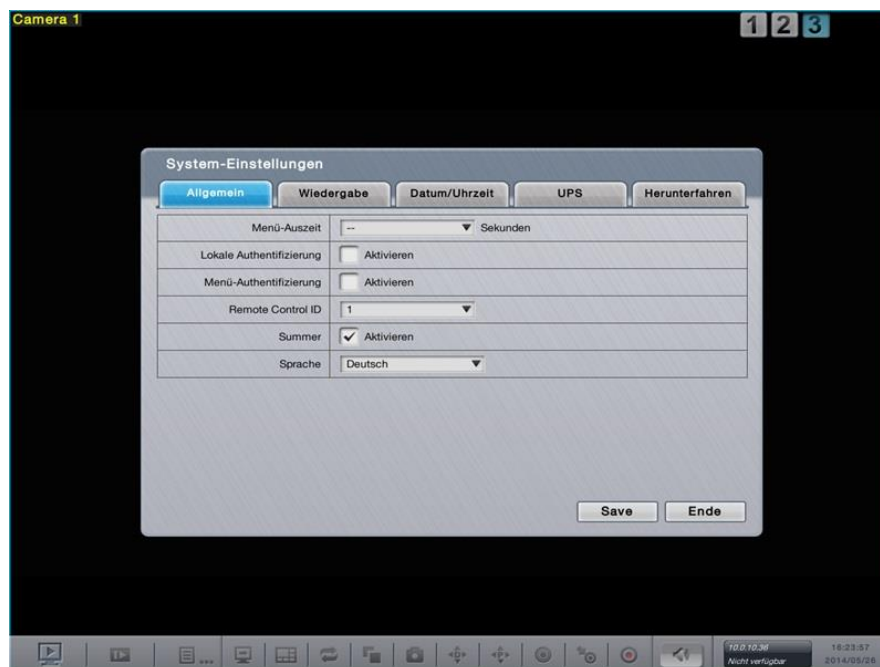 Camera 1
1 2 3
System-Einstellungen
Allgemein Wiedergabe Datum/Uhrzeit UPS Herunterfahren
Menü-Auszeit -- Sekunden
Lokale Authentifizierung Aktivieren
Menü-Authentifizierung Aktivieren
Remote Control ID 1
Summer Aktivieren
Sprache Deutsch
Save Ende
10.0.10.36 16:23:57
Nicht verfügbar 2014/05/26